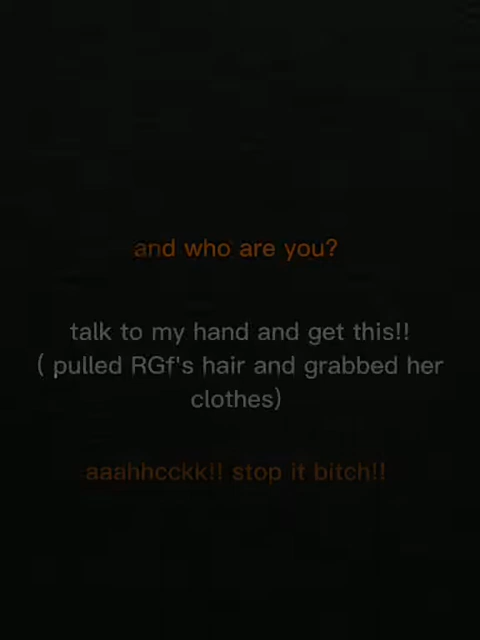 and who are you?
talk to my hand and get this!!
( pulled RGf's hair and grabbed her
clothes)
aaahhcckk!! stop it bitch!!